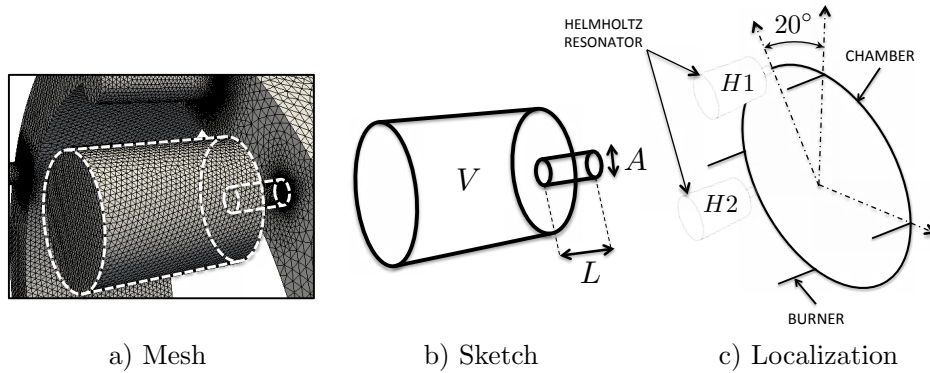 HELMHOLTZ
RESONATOR
20°
CHAMBER
H1
H2
V
A
L
BURNER
a) Mesh
b) Sketch
c) Localization